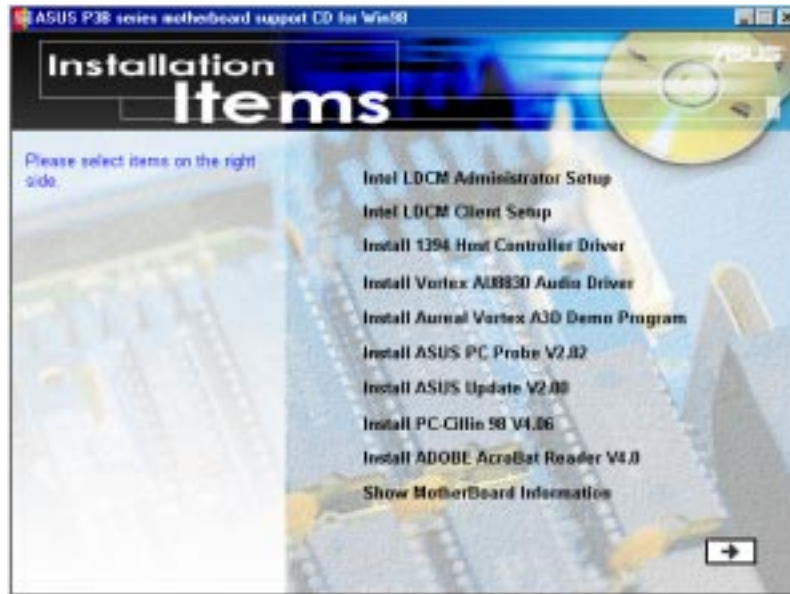 ASUS P3B series motherboard support CD for Win98
Installation
Items
ASUS
Please select items on the right
side.
Intel LDCM Administrator Setup
Intel LDCM Client Setup
Install 1394 Host Controller Driver
Install Vortex AU8830 Audio Driver
Install Aureal Vortex A3D Demo Program
Install ASUS PC Probe V2.02
Install ASUS Update V2.00
Install PC-Cillin 98 V4.06
Install ADOBE AcroBat Reader V4.0
Show MotherBoard Information